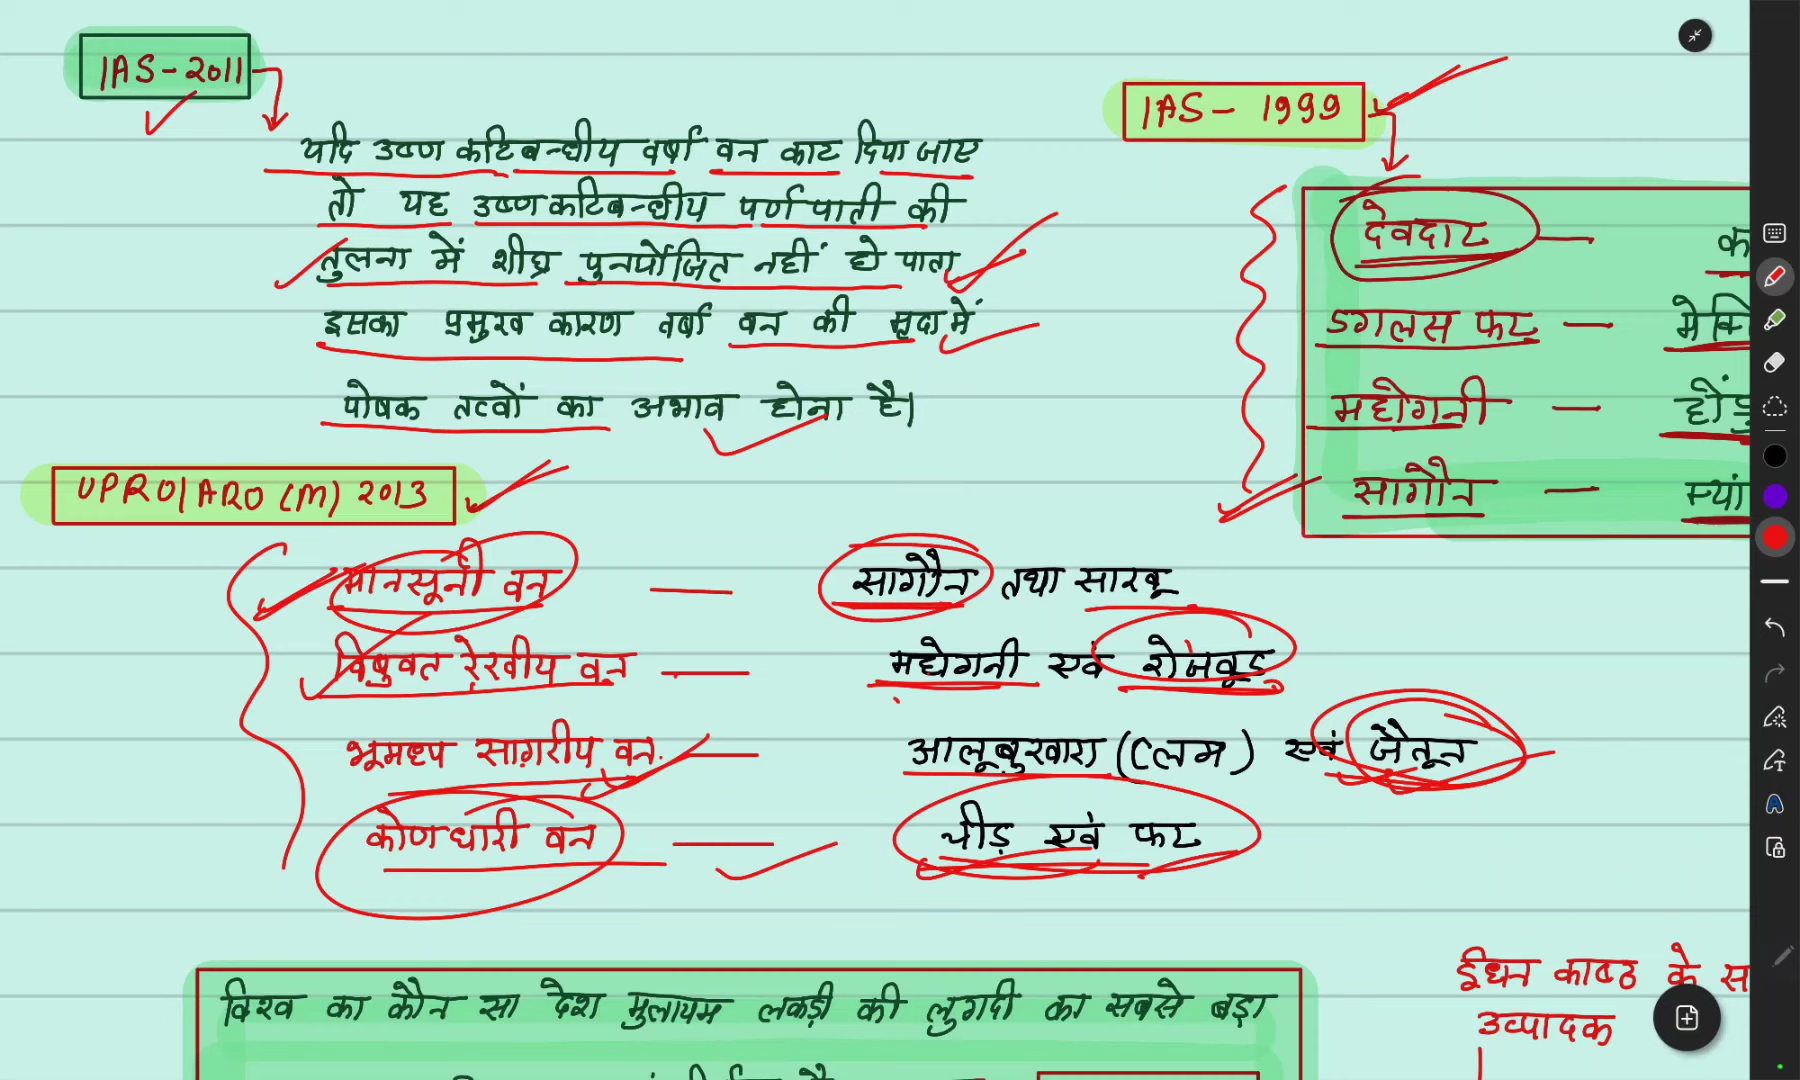 IAS-2011
यदि उष्ण कटिबन्धीय वर्षा वन काट दिया जाए
तो यह उष्णकटिबन्धीय पर्णपाती की
तुलना में शीघ्र पुनर्योजित नहीं हो पाता
इसका प्रमुख कारण वर्षा वन की मृदा में
पोषक तत्वों का अभाव होना है।
IAS- 1999
देवदार — क
डगलस फर — मेक्सि
महोगनी — होंडु
सागौन — म्यां
UPRO/ARO (M) 2013
मानसूनी वन — सागौन तथा साखू
विषुवत रेखीय वन — महोगनी एवं रोजवुड
भूमध्य सागरीय वन — आलूबुखारा (प्लम) एवं जैतून
कोणधारी वन — चीड़ एवं फर
विश्व का कौन सा देश मुलायम लकड़ी की लुगदी का सबसे बड़ा
ईंधन काष्ठ के स
उत्पादक